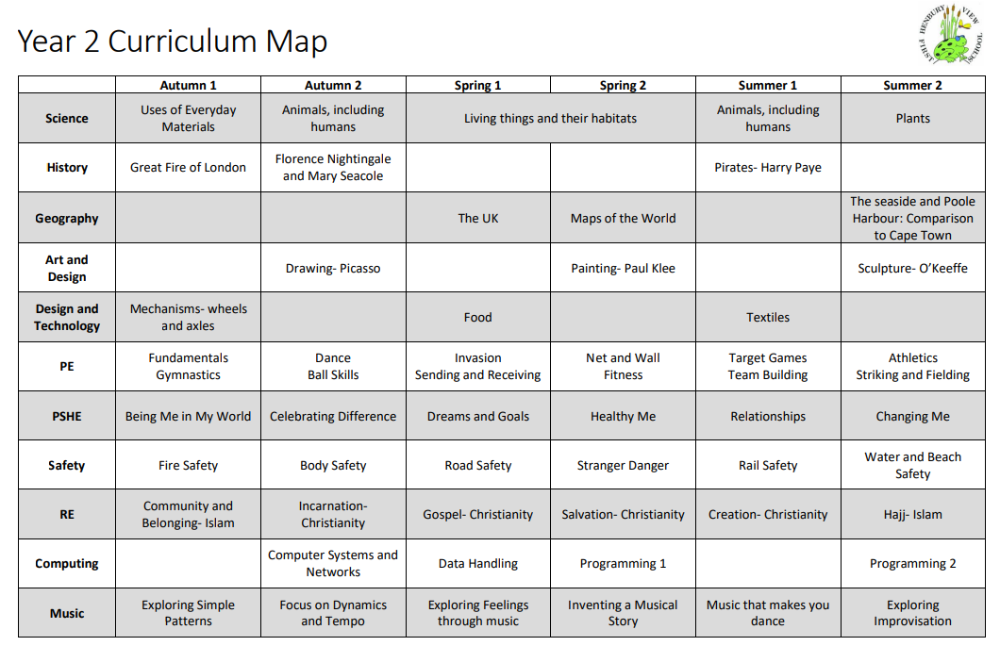 HENBURY VIEW
FIRST SCHOOL
Year 2 Curriculum Map
Autumn 1 Autumn 2 Spring 1 Spring 2 Summer 1 Summer 2
Science
Uses of Everyday
Materials
Animals, including
humans
Living things and their habitats
Animals, including
humans
Plants
History
Great Fire of London
Florence Nightingale
and Mary Seacole
Pirates- Harry Paye
Geography
The UK
Maps of the World
The seaside and Poole
Harbour: Comparison
to Cape Town
Art and
Design
Drawing- Picasso
Painting- Paul Klee
Sculpture- O’Keeffe
Design and
Technology
Mechanisms- wheels
and axles
Food
Textiles
PE
Fundamentals
Gymnastics
Dance
Ball Skills
Invasion
Sending and Receiving
Net and Wall
Fitness
Target Games
Team Building
Athletics
Striking and Fielding
PSHE
Being Me in My World
Celebrating Difference
Dreams and Goals
Healthy Me
Relationships
Changing Me
Safety
Fire Safety
Body Safety
Road Safety
Stranger Danger
Rail Safety
Water and Beach
Safety
RE
Community and
Belonging- Islam
Incarnation-
Christianity
Gospel- Christianity
Salvation- Christianity
Creation- Christianity
Hajj- Islam
Computing
Computer Systems and
Networks
Data Handling
Programming 1
Programming 2
Music
Exploring Simple
Patterns
Focus on Dynamics
and Tempo
Exploring Feelings
through music
Inventing a Musical
Story
Music that makes you
dance
Exploring
Improvisation